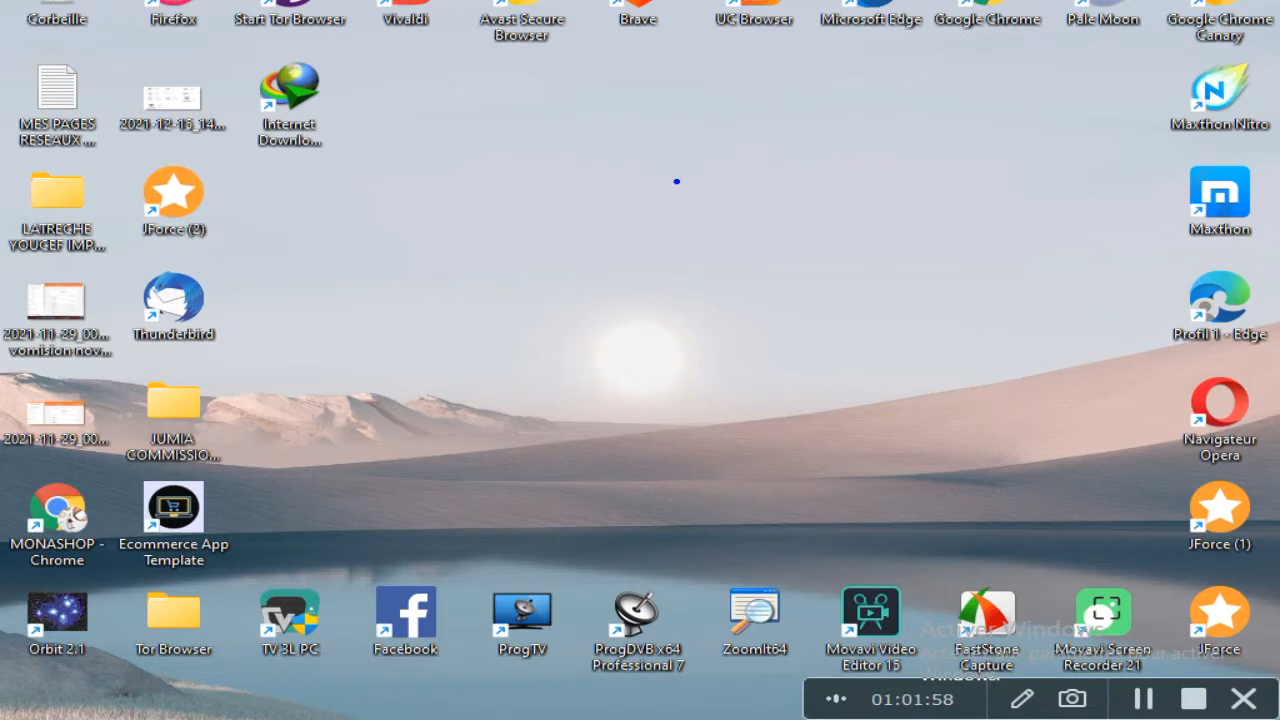 Corbeille
Firefox
Start Tor Browser
Vivaldi
Avast Secure
Browser
Brave
UC Browser
Microsoft Edge
Google Chrome
Pale Moon
Google Chrome
Canary
MES PAGES
RESEAUX ...
2021-12-15_14...
Internet
Downlo...
Maxthon Nitro
LATRECHE
YOUCEF IMP...
JForce (2)
Maxthon
2021-11-29_00...
vomision nov...
Thunderbird
Profil 1 - Edge
2021-11-29_00...
JUMIA
COMMISSIO...
Navigateur
Opera
MONASHOP -
Chrome
Ecommerce App
Template
JForce (1)
Orbit 2.1
Tor Browser
TV 3L PC
Facebook
ProgTV
ProgDVB x64
Professional 7
ZoomIt64
Movavi Video
Editor 15
FastStone
Capture
Movavi Screen
Recorder 21
JForce
Activer Windows
activer
Windows
01:01:58